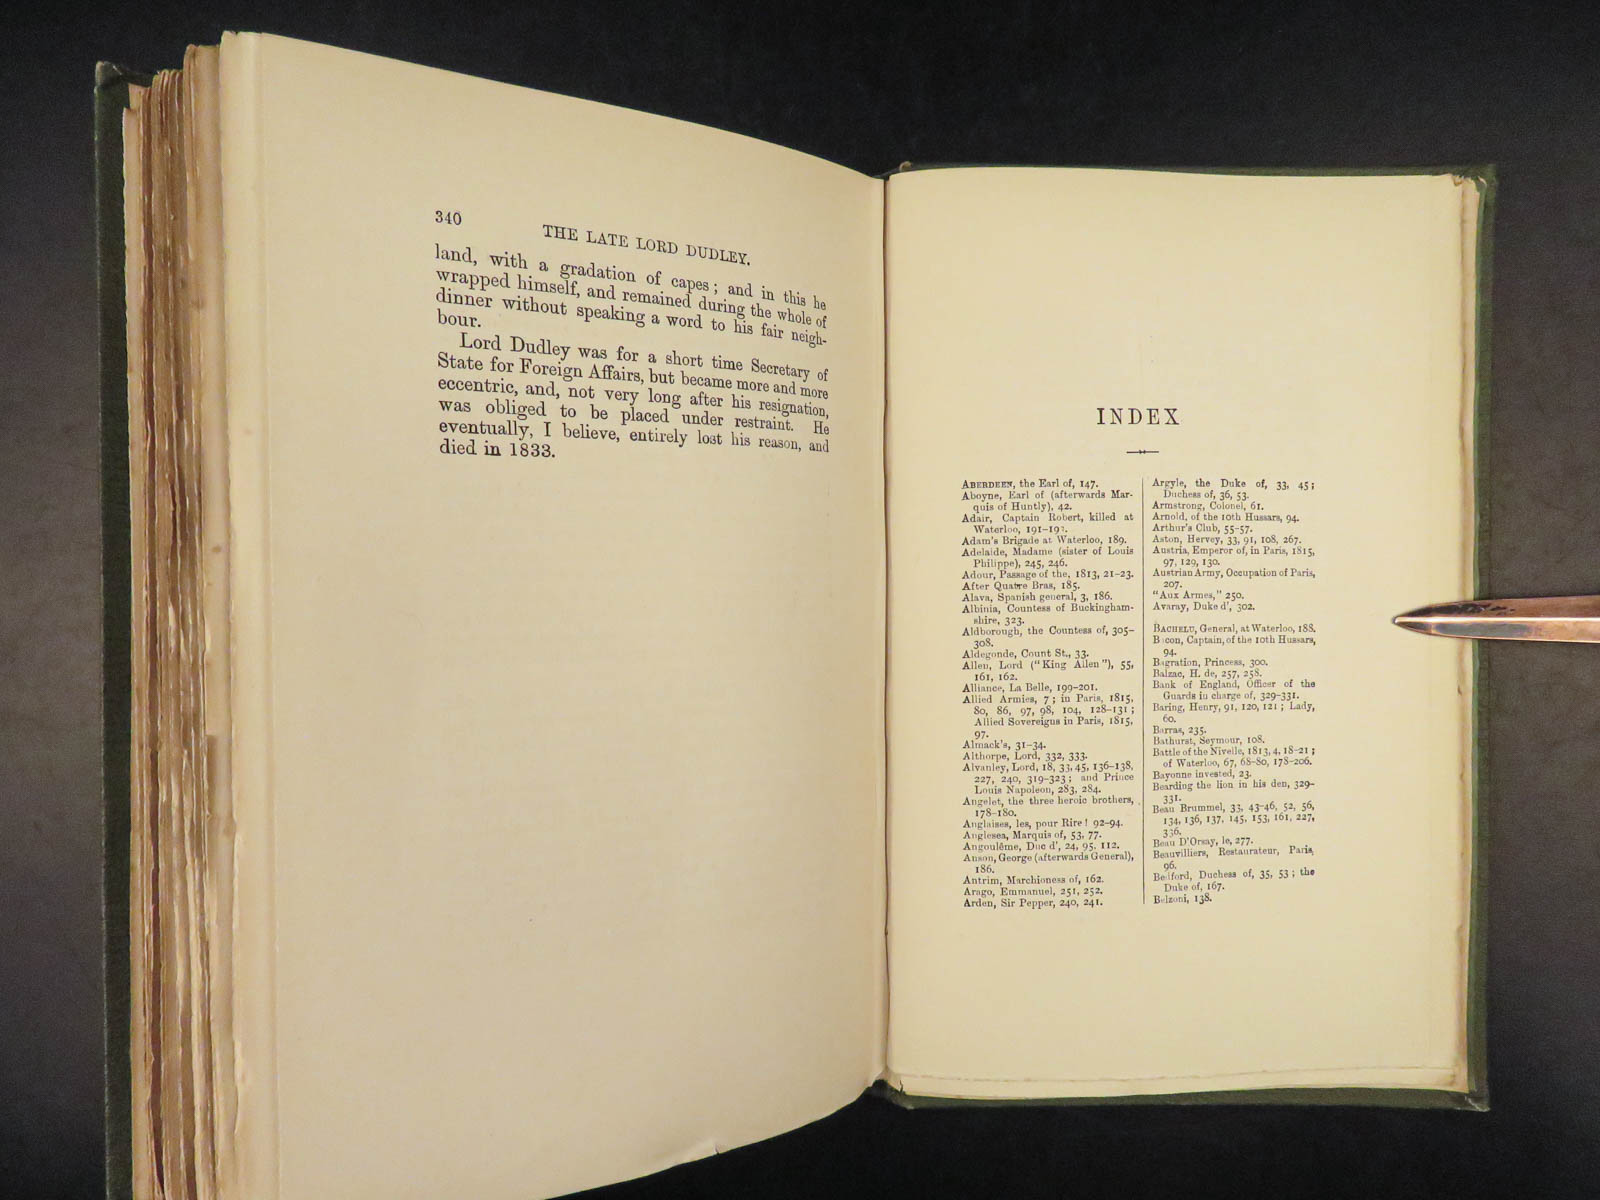 340
THE LATE LORD DUDLEY.
land, with a gradation of capes; and in this he
wrapped himself, and remained during the whole of
dinner without speaking a word to his fair neigh-
bour.
Lord Dudley was for a short time Secretary of
State for Foreign Affairs, but became more and more
eccentric, and, not very long after his resignation,
was obliged to be placed under restraint. He
eventually, I believe, entirely lost his reason, and
died in 1833.
INDEX
ABERDEEN, the Earl of, 147.
Aboyne, Earl of (afterwards Mar-
quis of Huntly), 42.
Adair, Captain Robert, killed at
Waterloo, 191-192.
Adam's Brigade at Waterloo, 189.
Adelaide, Madame (sister of Louis
Philippe), 245, 246.
Adour, Passage of the, 1813, 21-23.
After Quatre Bras, 185.
Alava, Spanish general, 3, 186.
Albinia, Countess of Buckingham-
shire, 323.
Aldborough, the Countess of, 305-
308.
Aldegonde, Count St., 33.
Allen, Lord ("King Allen"), 55,
161, 162.
Alliance, La Belle, 199-201.
Allied Armies, 7; in Paris, 1815,
80, 86, 97, 98, 104, 128-131;
Allied Sovereigns in Paris, 1815,
97.
Almack's, 31-34.
Althorpe, Lord, 332, 333.
Alvanley, Lord, 18, 33, 45, 136-138,
227, 240, 319-323; and Prince
Louis Napoleon, 283, 284.
Angelet, the three heroic brothers,
178-180.
Anglaises, les, pour Rire! 92-94.
Anglesea, Marquis of, 53, 77.
Angoulême, Duc d', 24, 95, 112.
Anson, George (afterwards General),
186.
Antrim, Marchioness of, 162.
Arago, Emmanuel, 251, 252.
Arden, Sir Pepper, 240, 241.
Argyle, the Duke of, 33, 45;
Duchess of, 36, 53.
Armstrong, Colonel, 61.
Arnold, of the 10th Hussars, 94.
Arthur's Club, 55-57.
Aston, Hervey, 33, 91, 108, 267.
Austria, Emperor of, in Paris, 1815,
97, 129, 130.
Austrian Army, Occupation of Paris,
207.
"Aux Armes," 250.
Avaray, Duke d', 302.
BACHELU, General, at Waterloo, 188.
Bacon, Captain, of the 10th Hussars,
94.
Bagration, Princess, 300.
Balzac, H. de, 257, 258.
Bank of England, Officer of the
Guards in charge of, 329-331.
Baring, Henry, 91, 120, 121; Lady,
60.
Barras, 235.
Bathurst, Seymour, 108.
Battle of the Nivelle, 1813, 4, 18-21;
of Waterloo, 67, 68-80, 178-206.
Bayonne invested, 23.
Bearding the lion in his den, 329-
331.
Beau Brummel, 33, 43-46, 52, 56,
134, 136, 137, 145, 153, 161, 227,
336.
Beau D'Orsay, le, 277.
Beauvilliers, Restaurateur, Paris,
96.
Bedford, Duchess of, 35, 53; the
Duke of, 167.
Belzoni, 138.